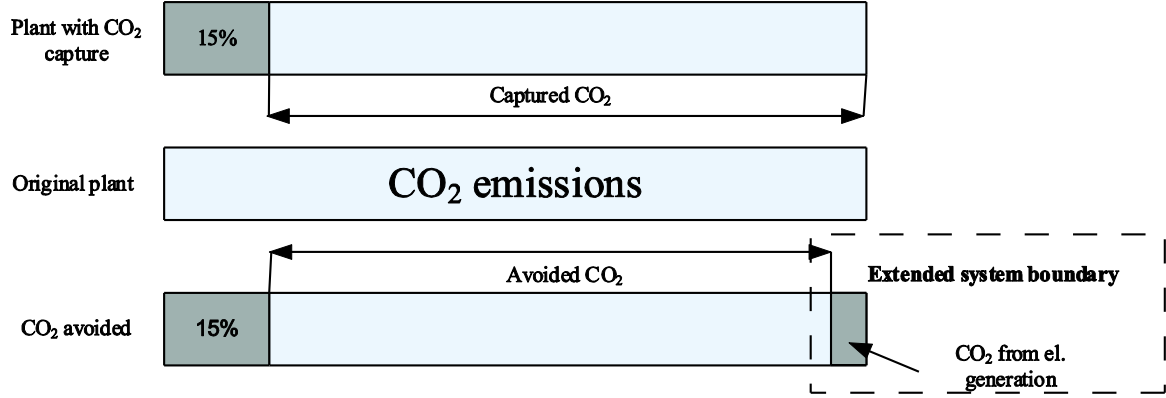 Plant with CO₂
capture
15%
Captured CO₂
Original plant
CO₂ emissions
Avoided CO₂
Extended system boundary
CO₂ avoided
15%
CO₂ from el.
generation